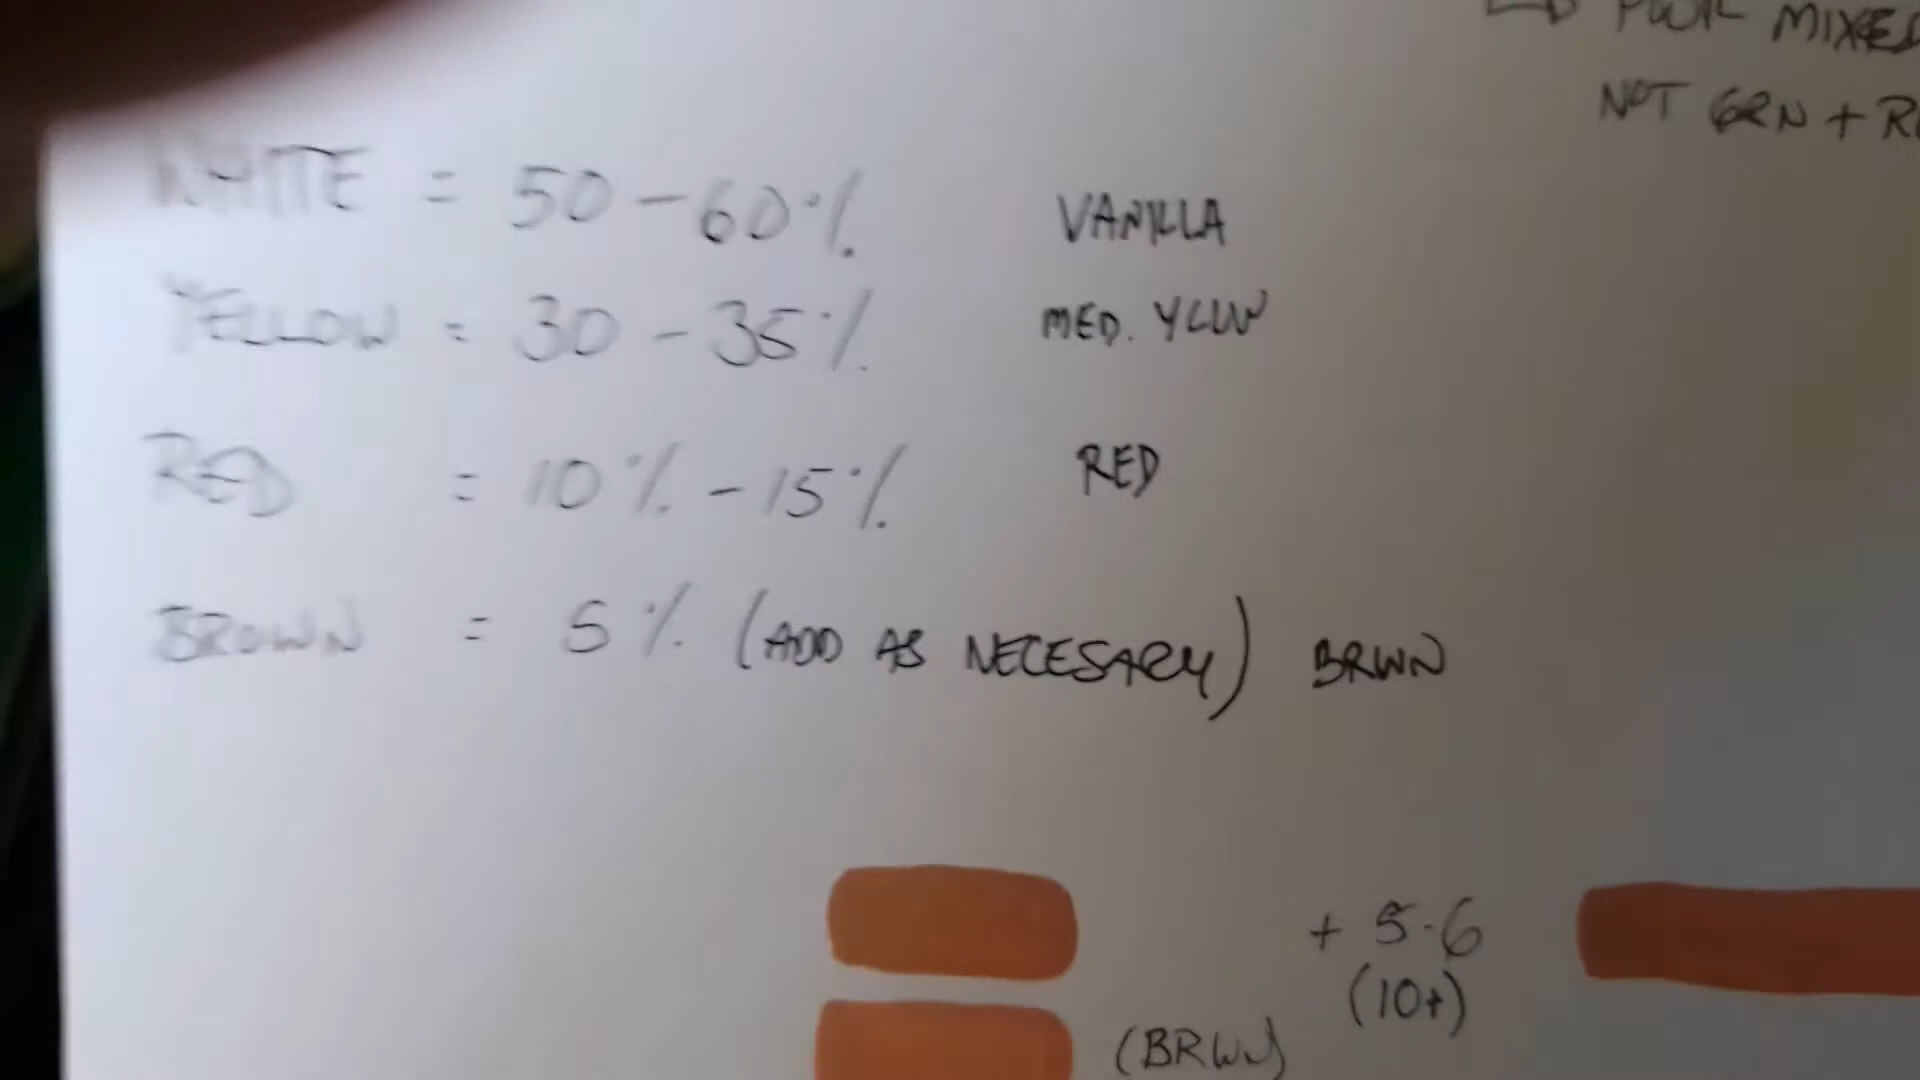 MIXED
NOT GRN + R
WHITE = 50 - 60% VANILLA
YELLOW = 30 - 35% MED. YLLW
RED = 10% - 15% RED
BROWN = 5% (ADD AS NECESARY) BRWN
+ 5-6
(10+)
(BRWN)